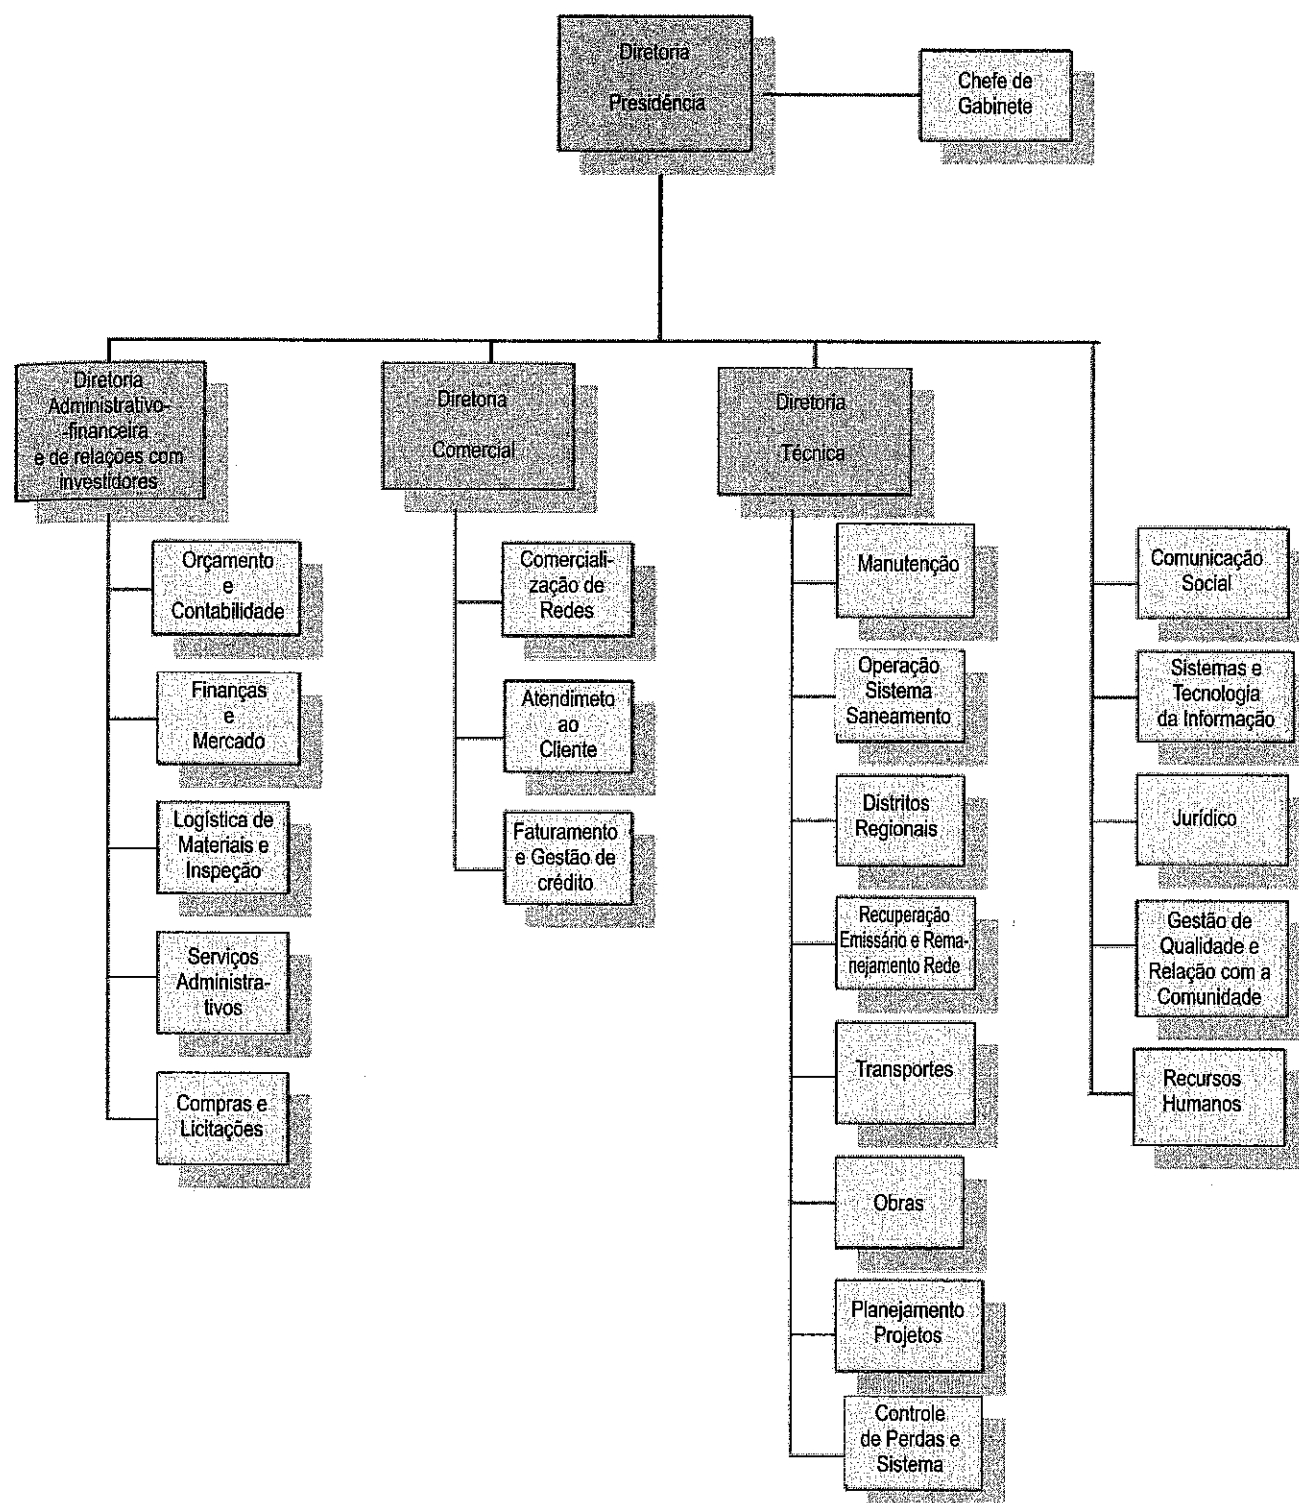 Diretoria
Presidência
Chefe de
Gabinete
Diretoria
Administrativo-
-financeira
e de relações com
investidores
Diretoria
Comercial
Diretoria
Técnica
Orçamento
e
Contabilidade
Finanças
e
Mercado
Logística de
Materiais e
Inspeção
Serviços
Administra-
tivos
Compras e
Licitações
Comerciali-
zação de
Redes
Atendimeto
ao
Cliente
Faturamento
e Gestão de
crédito
Manutenção
Operação
Sistema
Saneamento
Distritos
Regionais
Recuperação
Emissário e Rema-
nejamento Rede
Transportes
Obras
Planejamento
Projetos
Controle
de Perdas e
Sistema
Comunicação
Social
Sistemas e
Tecnologia
da Informação
Jurídico
Gestão de
Qualidade e
Relação com a
Comunidade
Recursos
Humanos